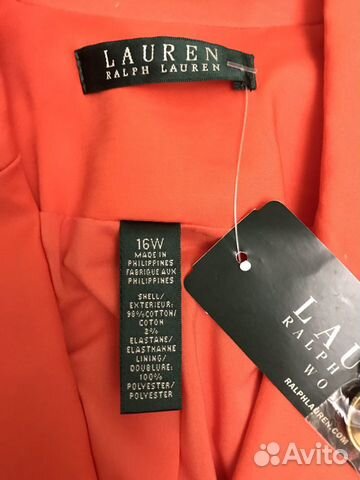 LAUREN
RALPH LAUREN
16W
MADE IN
PHILIPPINES
FABRIQUE AUX
PHILIPPINES
SHELL/
EXTERIEUR:
98% COTTON/
COTON
2%
ELASTANE/
ELASTHANNE
LINING/
DOUBLURE:
100%
POLYESTER/
POLYESTER
LAU
RALPH
WO
RALPHLAUREN.COM
Avito